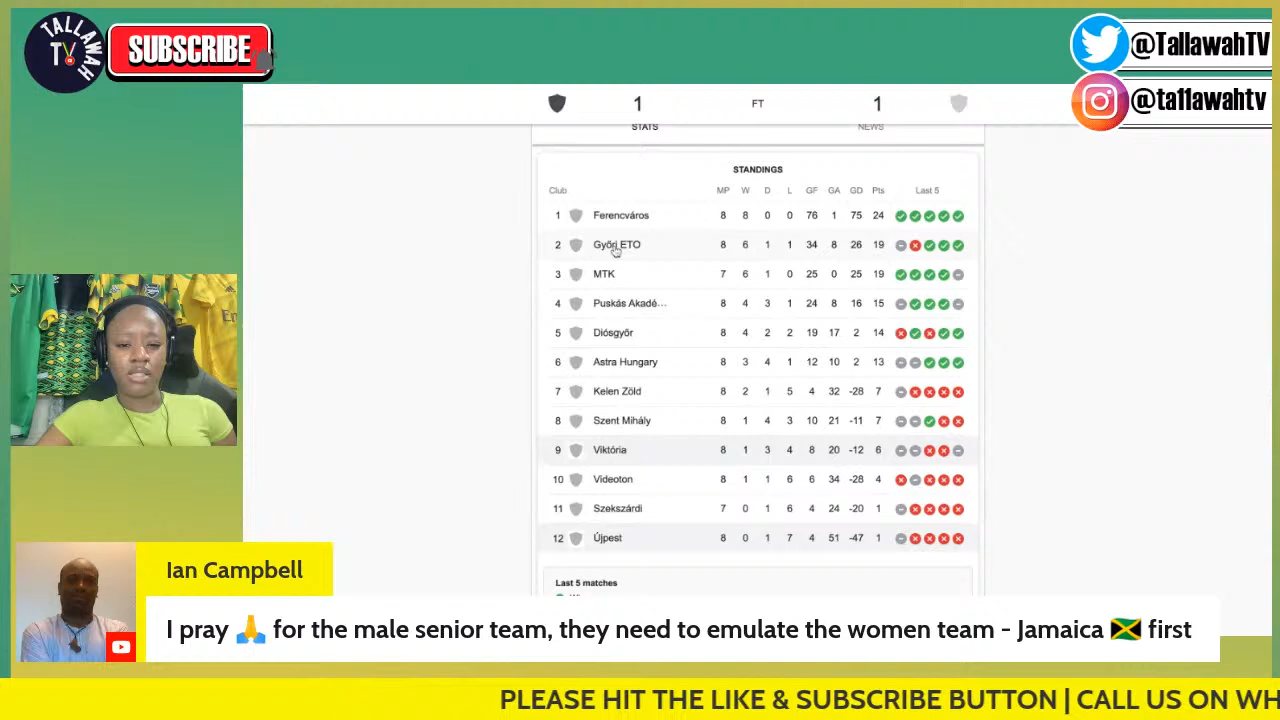 TALLAWAH
TV
SUBSCRIBE
@TallawahTV
@ta11awahtv
1 FT 1
STATS NEWS
STANDINGS
Club MP W D L GF GA GD Pts Last 5
1 Ferencváros 8 8 0 0 76 1 75 24
2 Győri ETO 8 6 1 1 34 8 26 19
3 MTK 7 6 1 0 25 0 25 19
4 Puskás Akadé... 8 4 3 1 24 8 16 15
5 Diósgyőr 8 4 2 2 19 17 2 14
6 Astra Hungary 8 3 4 1 12 10 2 13
7 Kelen Zöld 8 2 1 5 4 32 -28 7
8 Szent Mihály 8 1 4 3 10 21 -11 7
9 Viktória 8 1 3 4 8 20 -12 6
10 Videoton 8 1 1 6 6 34 -28 4
11 Szekszárdi 7 0 1 6 4 24 -20 1
12 Újpest 8 0 1 7 4 51 -47 1
Last 5 matches
Ian Campbell
I pray 🙏 for the male senior team, they need to emulate the women team - Jamaica 🇯🇲 first
PLEASE HIT THE LIKE & SUBSCRIBE BUTTON | CALL US ON WH